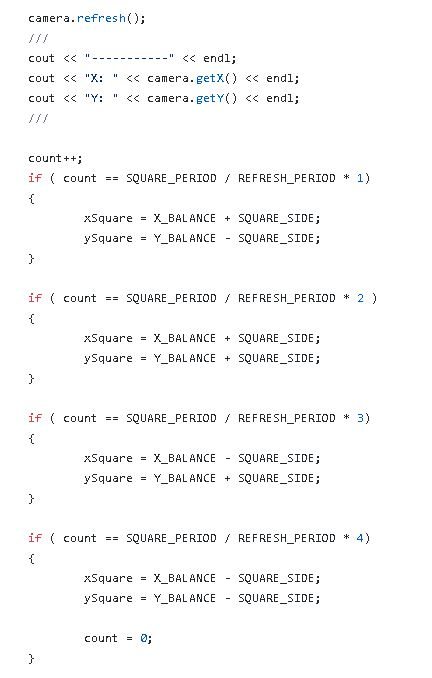 camera.refresh();
///
cout << "-----------" << endl;
cout << "X: " << camera.getX() << endl;
cout << "Y: " << camera.getY() << endl;
///

count++;
if ( count == SQUARE_PERIOD / REFRESH_PERIOD * 1)
{
        xSquare = X_BALANCE + SQUARE_SIDE;
        ySquare = Y_BALANCE - SQUARE_SIDE;
}

if ( count == SQUARE_PERIOD / REFRESH_PERIOD * 2 )
{
        xSquare = X_BALANCE + SQUARE_SIDE;
        ySquare = Y_BALANCE + SQUARE_SIDE;
}

if ( count == SQUARE_PERIOD / REFRESH_PERIOD * 3)
{
        xSquare = X_BALANCE - SQUARE_SIDE;
        ySquare = Y_BALANCE + SQUARE_SIDE;
}

if ( count == SQUARE_PERIOD / REFRESH_PERIOD * 4)
{
        xSquare = X_BALANCE - SQUARE_SIDE;
        ySquare = Y_BALANCE - SQUARE_SIDE;

        count = 0;
}